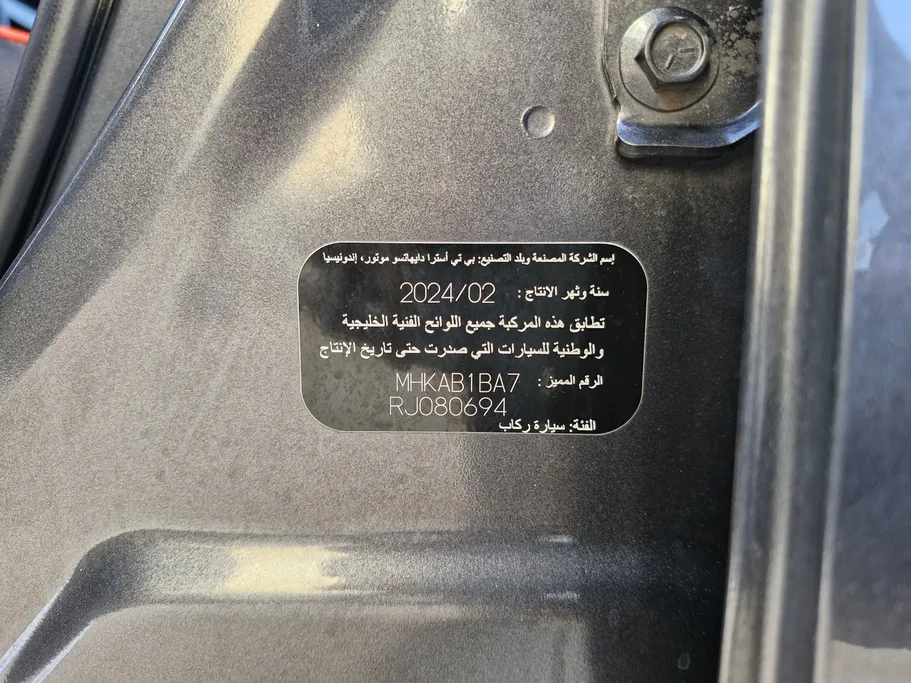 إسم الشركة المصنعة وبلد التصنيع: بي تي أسترا دايهاتسو موتور، إندونيسيا
سنة وشهر الانتاج : 2024/02
تطابق هذه المركبة جميع اللوائح الفنية الخليجية
والوطنية للسيارات التي صدرت حتى تاريخ الإنتاج
الرقم المميز : MHKAB1BA7
RJ080694
الفئة: سيارة ركاب